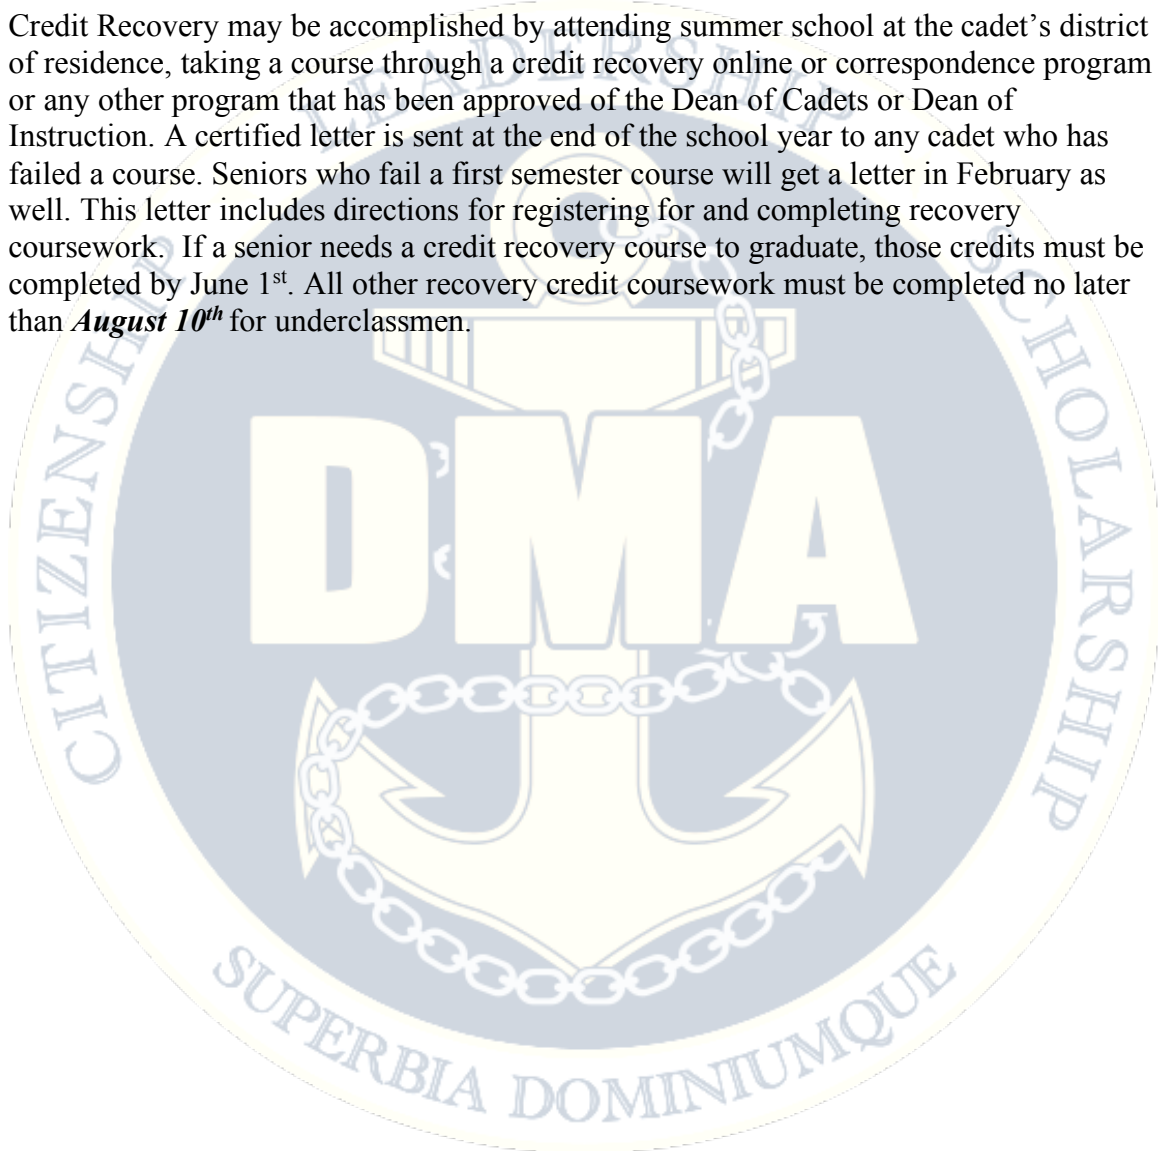 Credit Recovery may be accomplished by attending summer school at the cadet’s district
of residence, taking a course through a credit recovery online or correspondence program
or any other program that has been approved of the Dean of Cadets or Dean of
Instruction. A certified letter is sent at the end of the school year to any cadet who has
failed a course. Seniors who fail a first semester course will get a letter in February as
well. This letter includes directions for registering for and completing recovery
coursework.  If a senior needs a credit recovery course to graduate, those credits must be
completed by June 1st. All other recovery credit coursework must be completed no later
than August 10th for underclassmen.
LEADERSHIP
CITIZENSHIP
SCHOLARSHIP
DMA
SUPERBIA DOMINIUMQUE